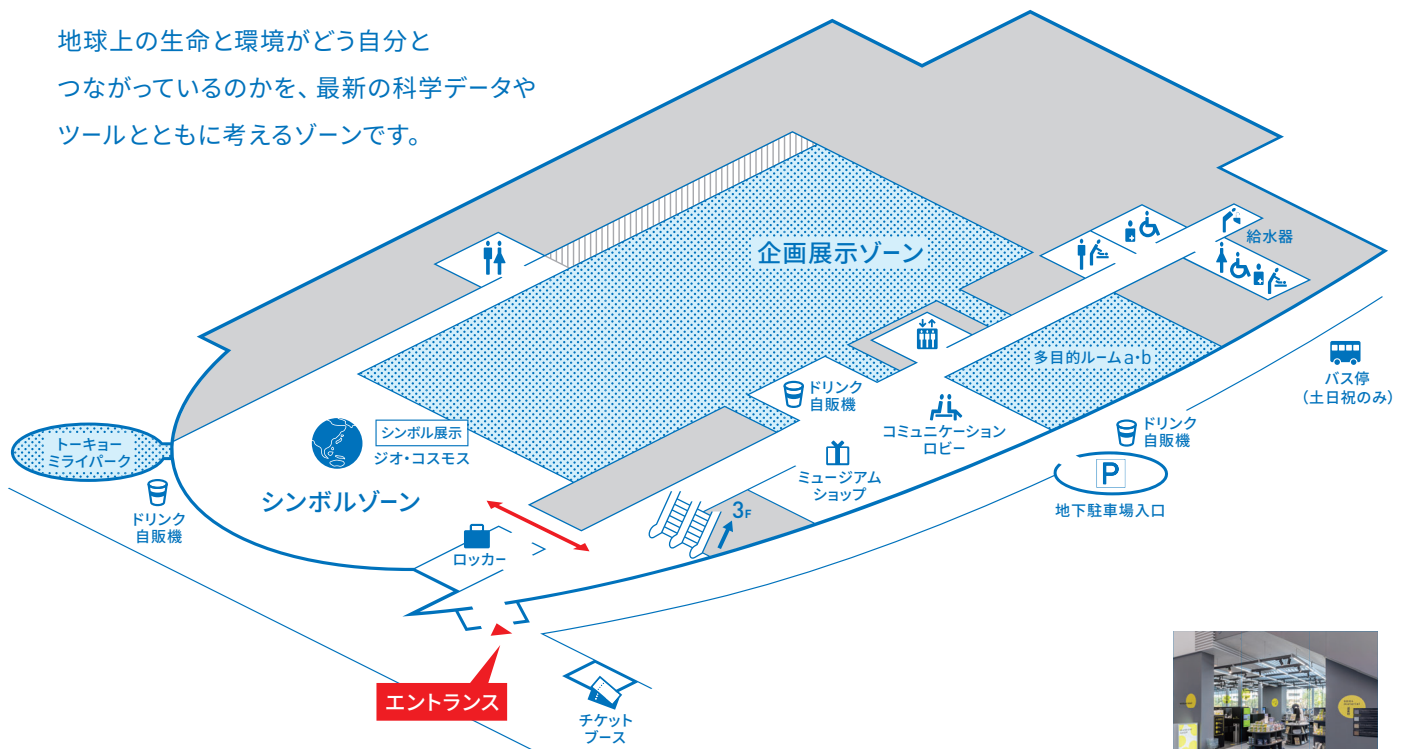 地球上の生命と環境がどう自分と
つながっているのかを、最新の科学データや
ツールとともに考えるゾーンです。
企画展示ゾーン
給水器
多目的ルームa・b
バス停
（土日祝のみ）
ドリンク
自販機
コミュニケーション
ロビー
ドリンク
自販機
シンボル展示
ジオ・コスモス
トーキョー
ミライパーク
シンボルゾーン
ミュージアム
ショップ
P
地下駐車場入口
ドリンク
自販機
3F
ロッカー
エントランス
チケット
ブース